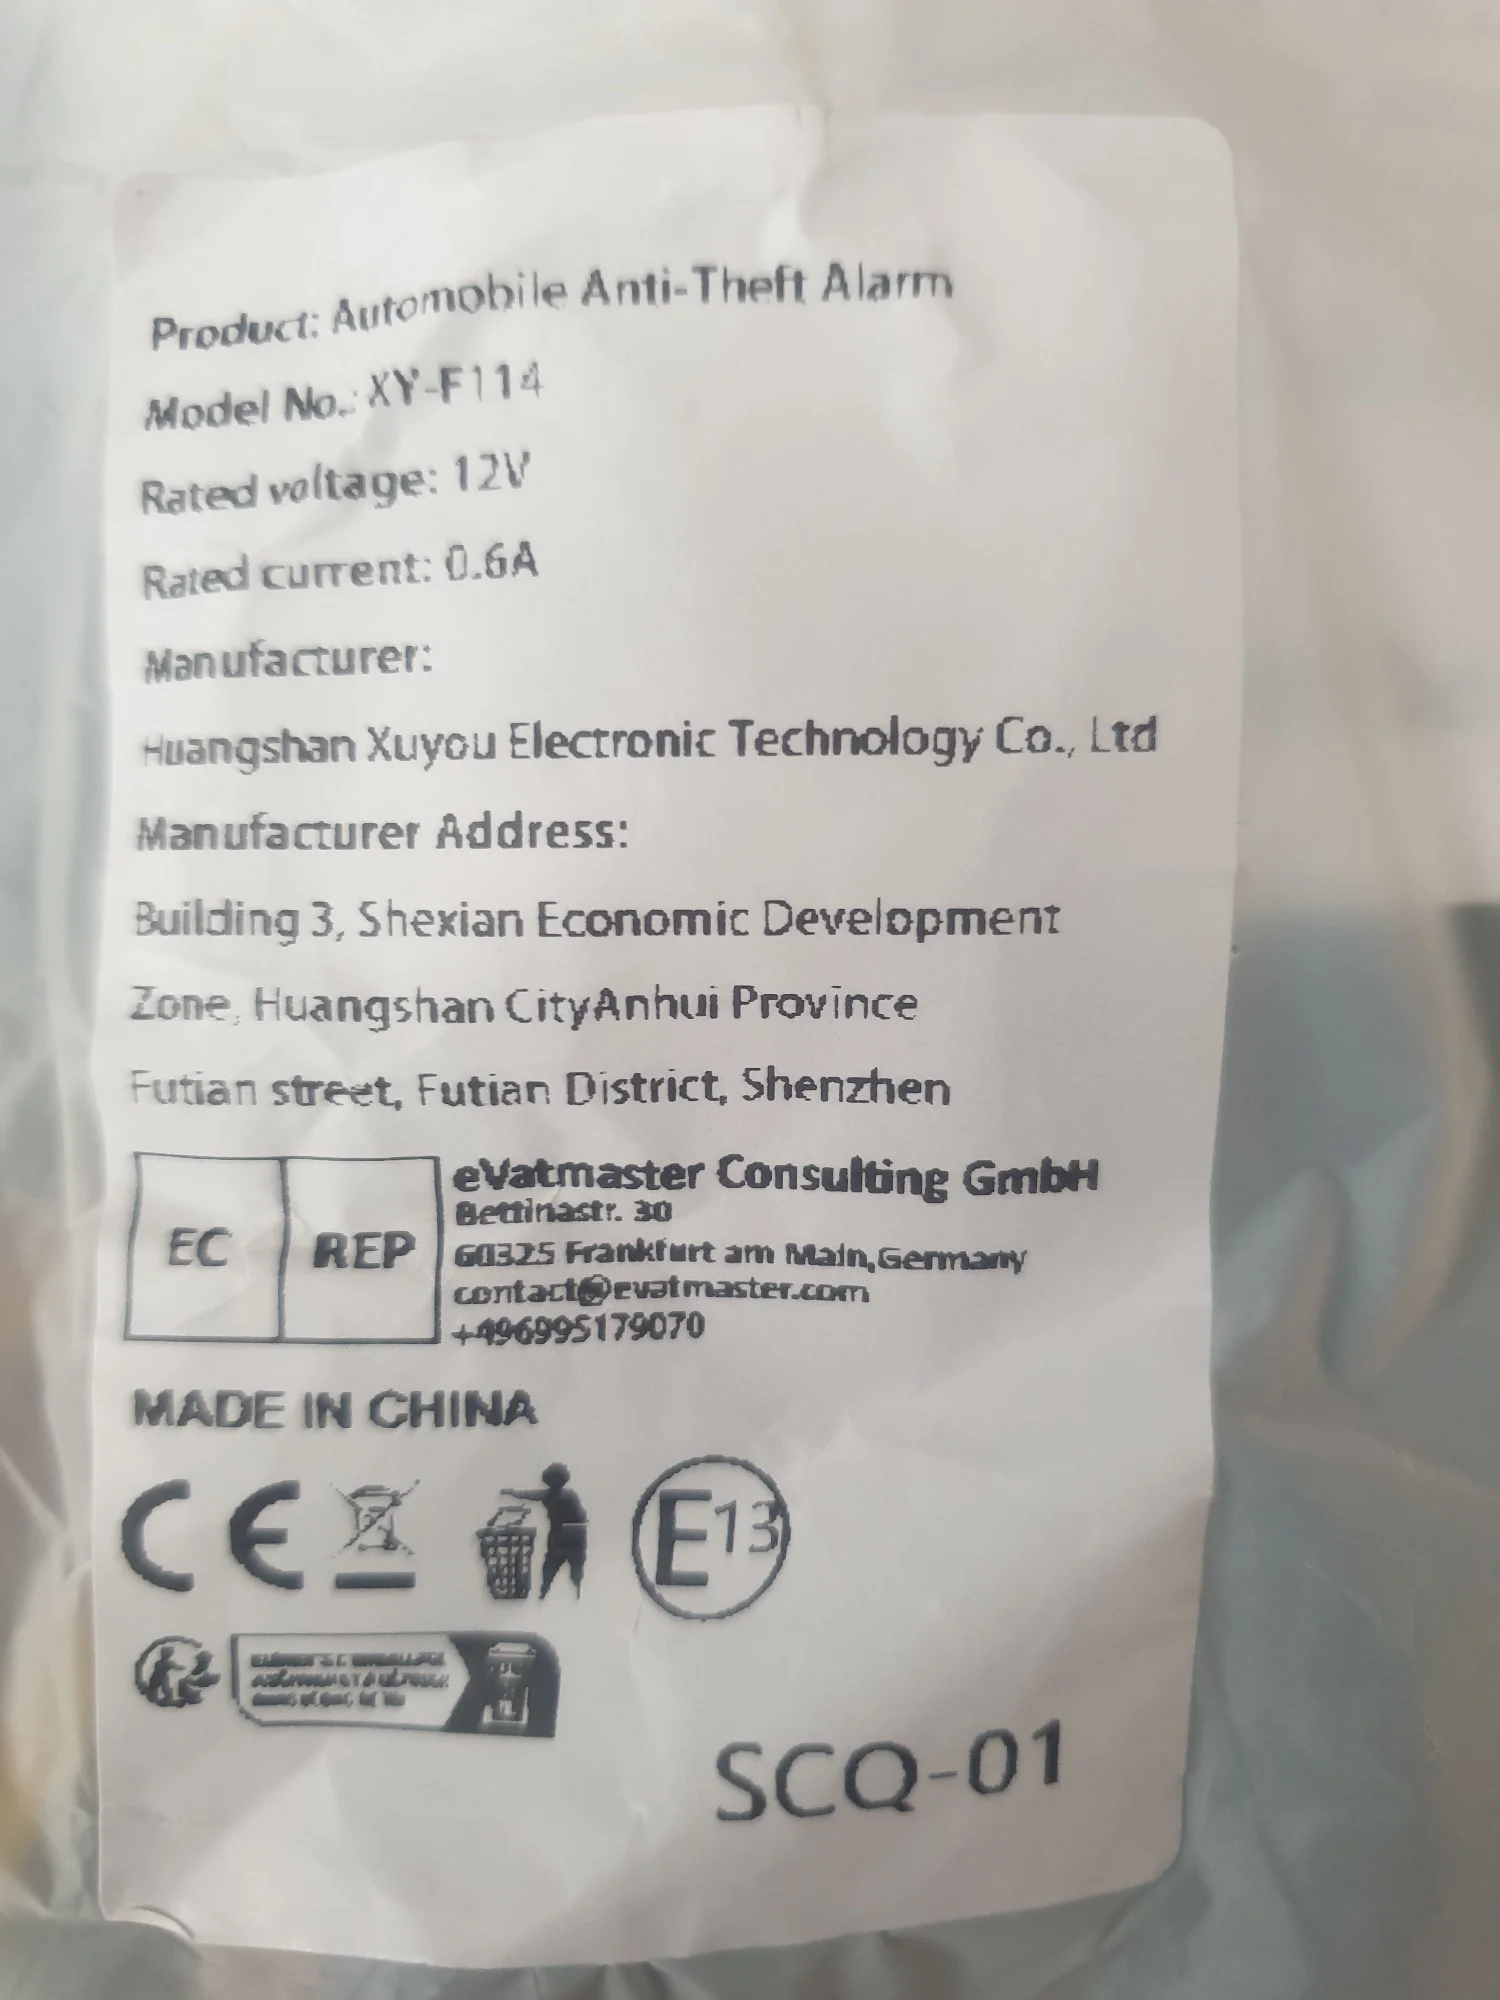 Product: Automobile Anti-Theft Alarm
Model No.: XY-F114
Rated voltage: 12V
Rated current: 0.6A
Manufacturer:
Huangshan Xuyou Electronic Technology Co., Ltd
Manufacturer Address:
Building 3, Shexian Economic Development
Zone, Huangshan CityAnhui Province
Futian street, Futian District, Shenzhen
EC REP
eVatmaster Consulting GmbH
Bettinastr. 30
60325 Frankfurt am Main,Germany
contact@evatmaster.com
+496995179070
MADE IN CHINA
CE
E13
SCQ-01